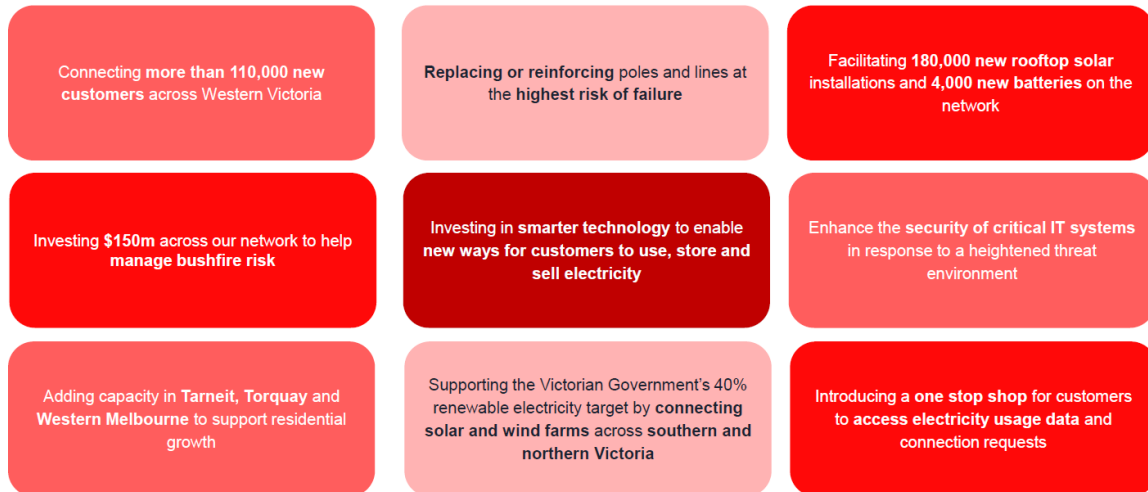 Connecting more than 110,000 new
customers across Western Victoria
Replacing or reinforcing poles and lines at
the highest risk of failure
Facilitating 180,000 new rooftop solar
installations and 4,000 new batteries on the
network
Investing $150m across our network to help
manage bushfire risk
Investing in smarter technology to enable
new ways for customers to use, store and
sell electricity
Enhance the security of critical IT systems
in response to a heightened threat
environment
Adding capacity in Tarneit, Torquay and
Western Melbourne to support residential
growth
Supporting the Victorian Government's 40%
renewable electricity target by connecting
solar and wind farms across southern and
northern Victoria
Introducing a one stop shop for customers
to access electricity usage data and
connection requests